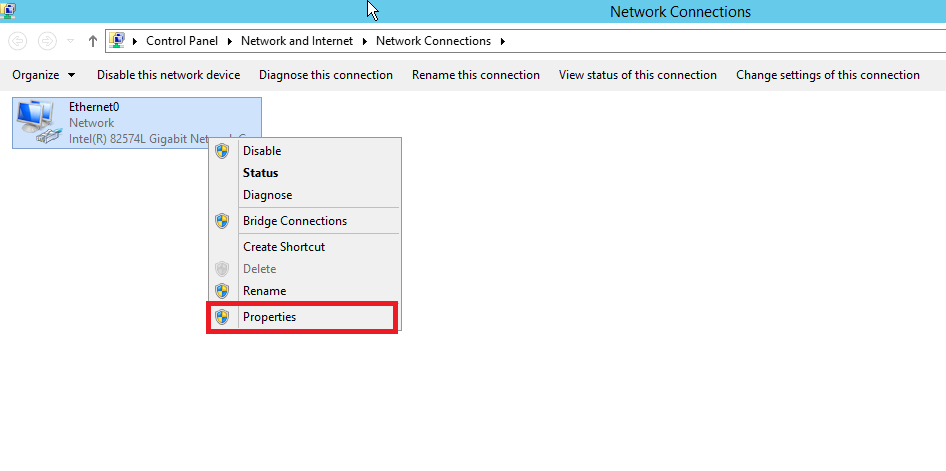 Network Connections
Control Panel Network and Internet Network Connections
Organize Disable this network device Diagnose this connection Rename this connection View status of this connection Change settings of this connection
Ethernet0
Network
Intel(R) 82574L Gigabit Network C
Disable
Status
Diagnose
Bridge Connections
Create Shortcut
Delete
Rename
Properties